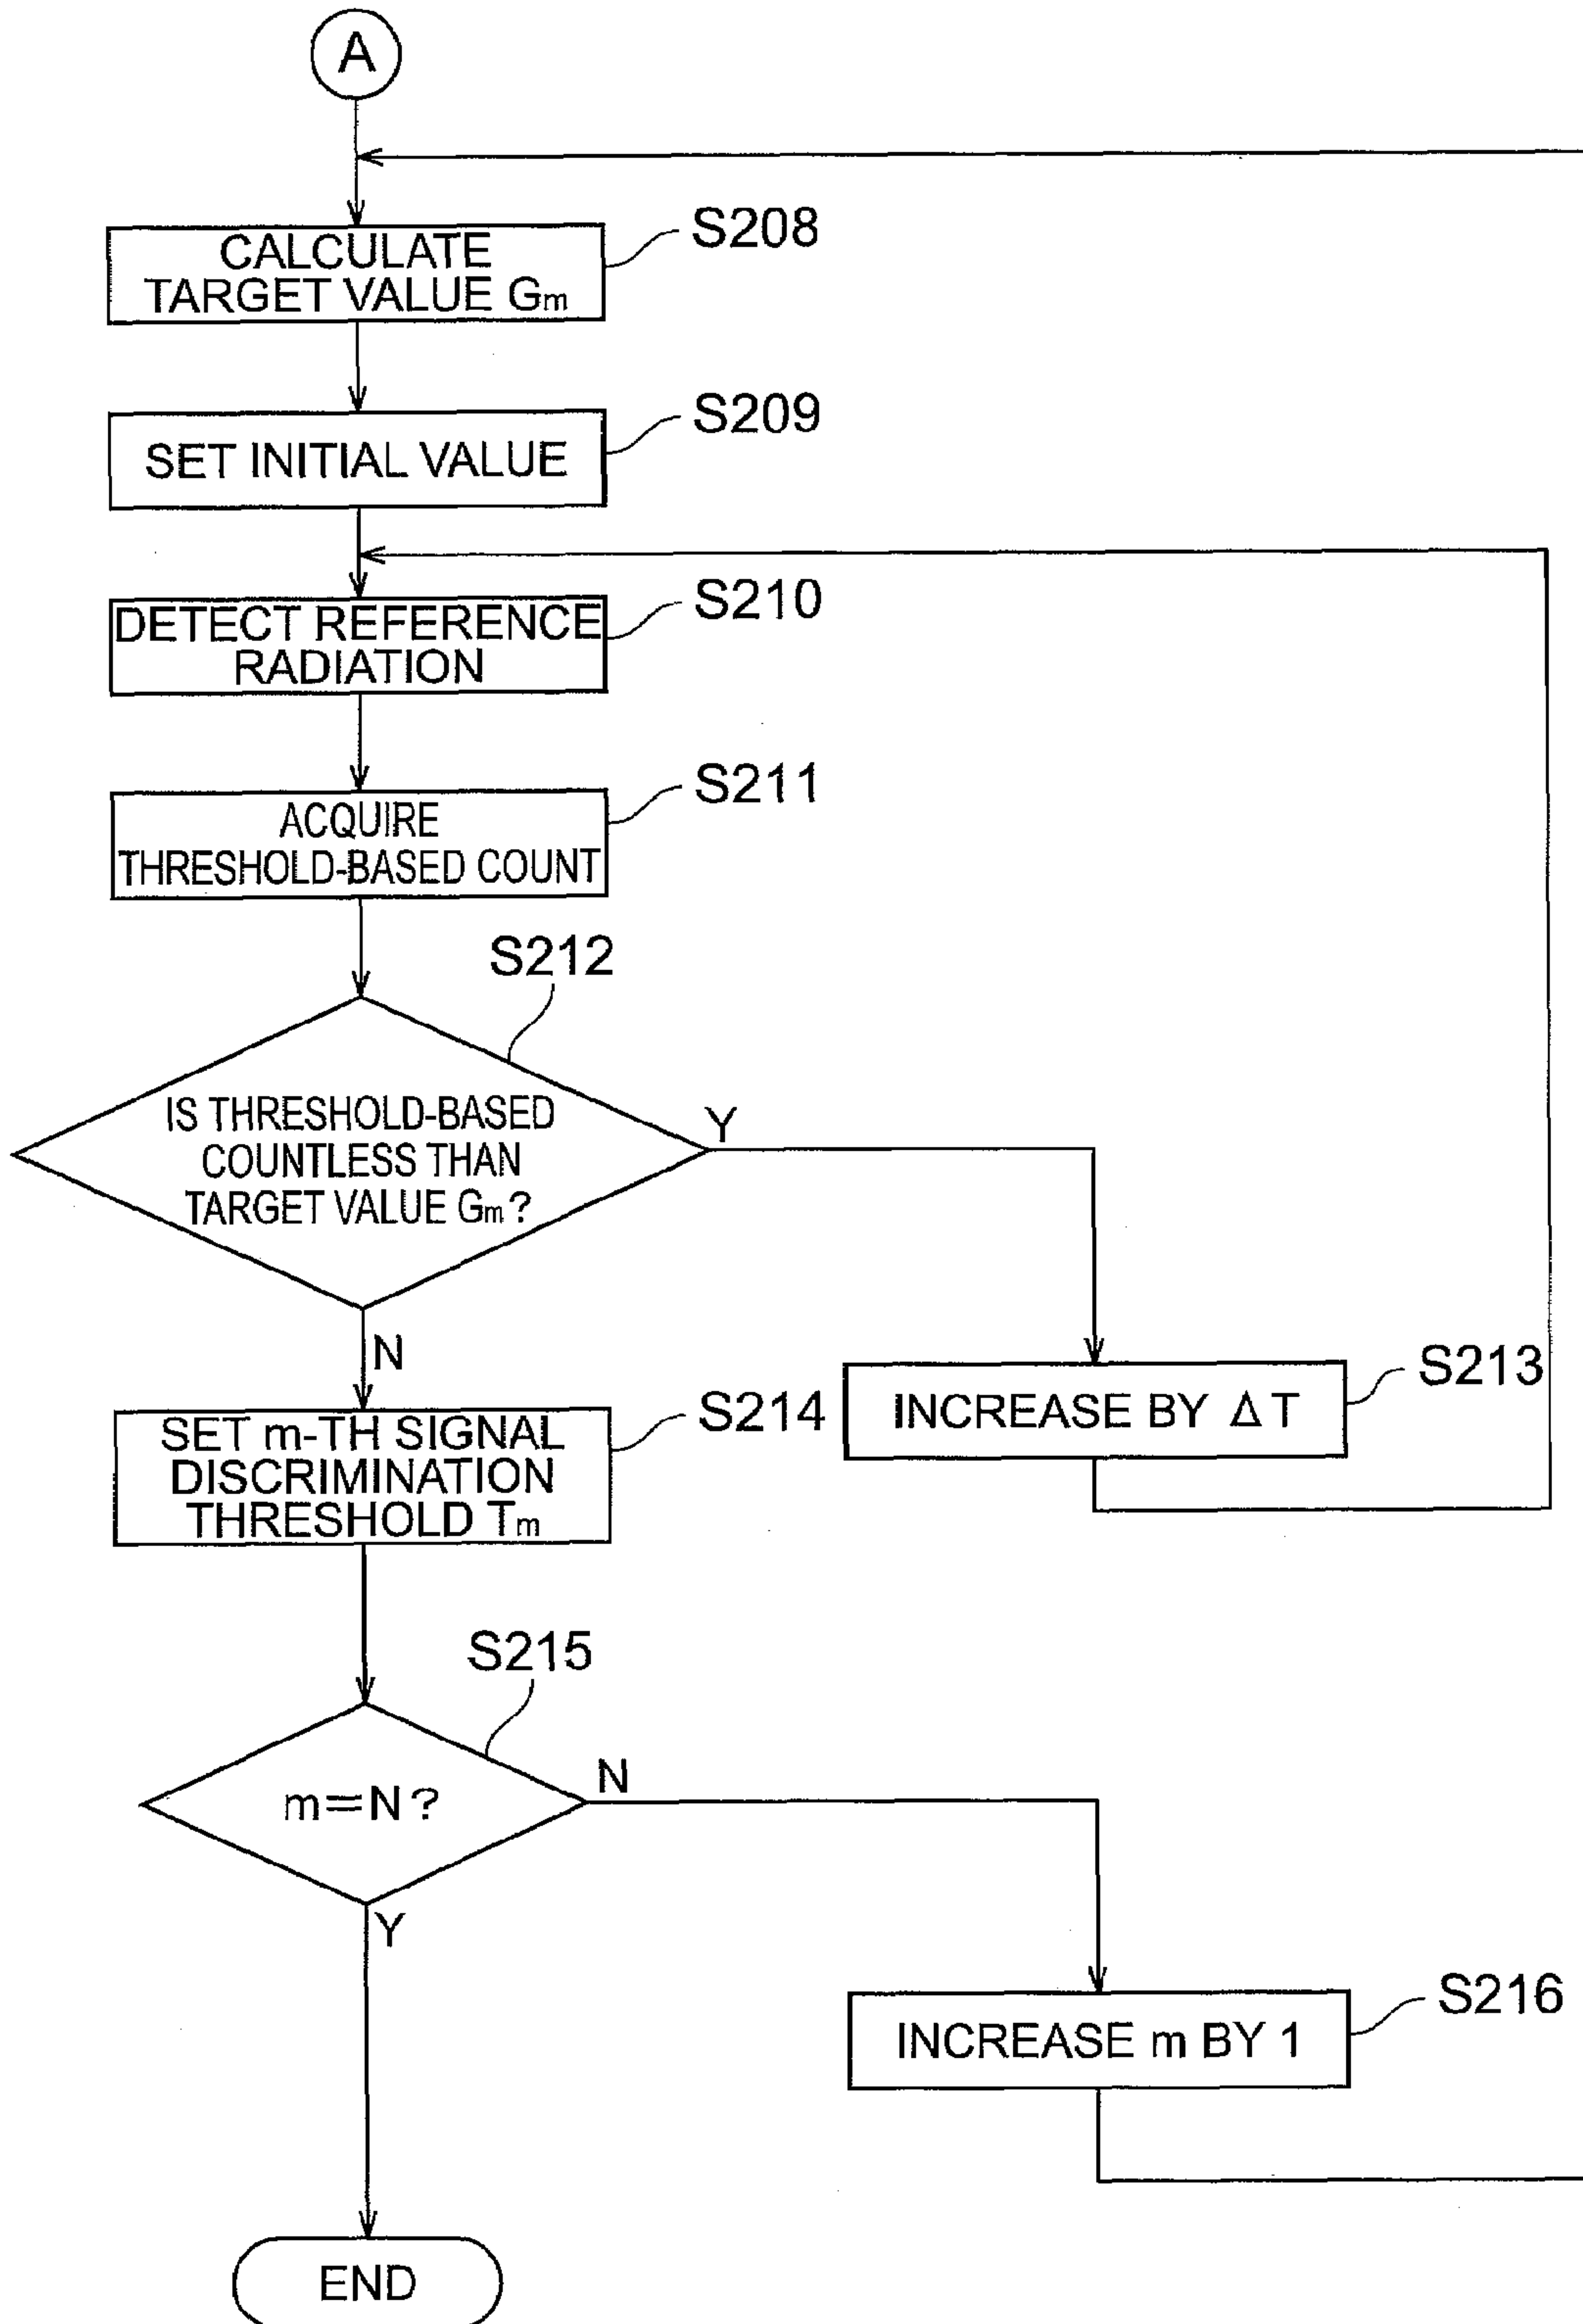 A
CALCULATE
TARGET VALUE Gm
S208
SET INITIAL VALUE
S209
DETECT REFERENCE
RADIATION
S210
ACQUIRE
THRESHOLD-BASED COUNT
S211
S212
IS THRESHOLD-BASED
COUNTLESS THAN
TARGET VALUE Gm?
Y
N
INCREASE BY ΔT
S213
SET m-TH SIGNAL
DISCRIMINATION
THRESHOLD Tm
S214
S215
m=N?
N
Y
INCREASE m BY 1
S216
END